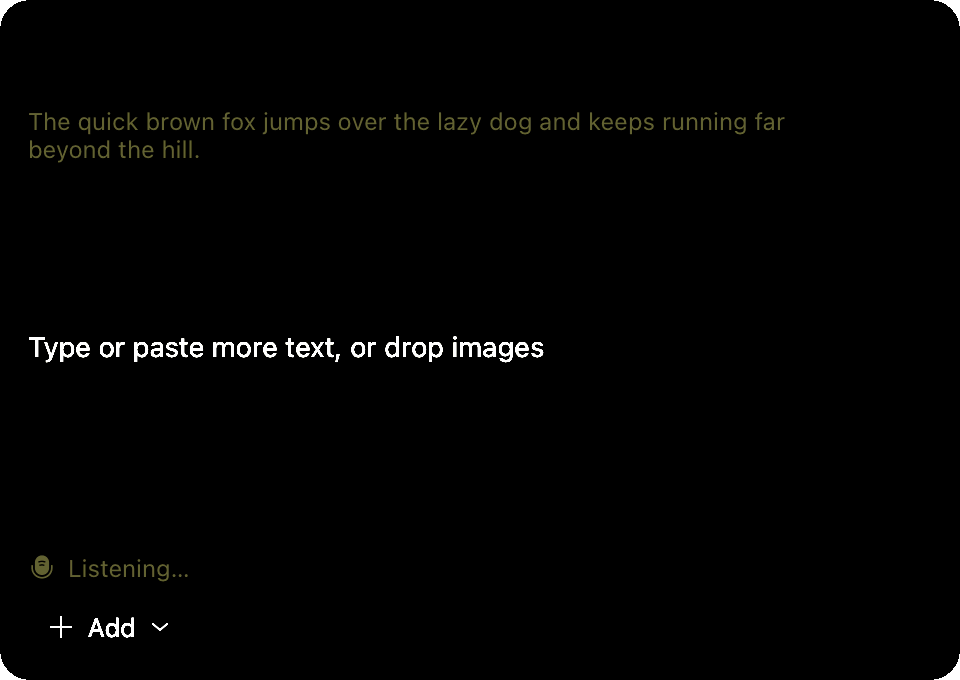 The quick brown fox jumps over the lazy dog and keeps running far
beyond the hill.
Type or paste more text, or drop images
Listening...
Add